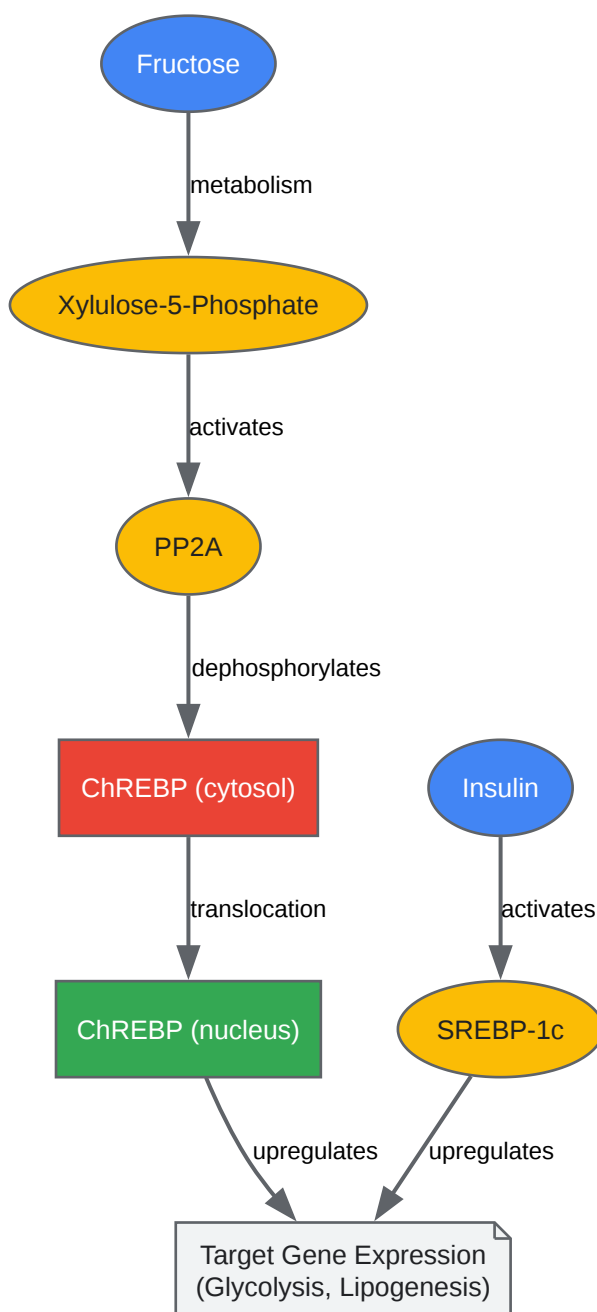 Fructose
metabolism
Xylulose-5-Phosphate
activates
PP2A
dephosphorylates
ChREBP (cytosol)
Insulin
translocation
activates
ChREBP (nucleus)
SREBP-1c
upregulates
upregulates
Target Gene Expression
(Glycolysis, Lipogenesis)